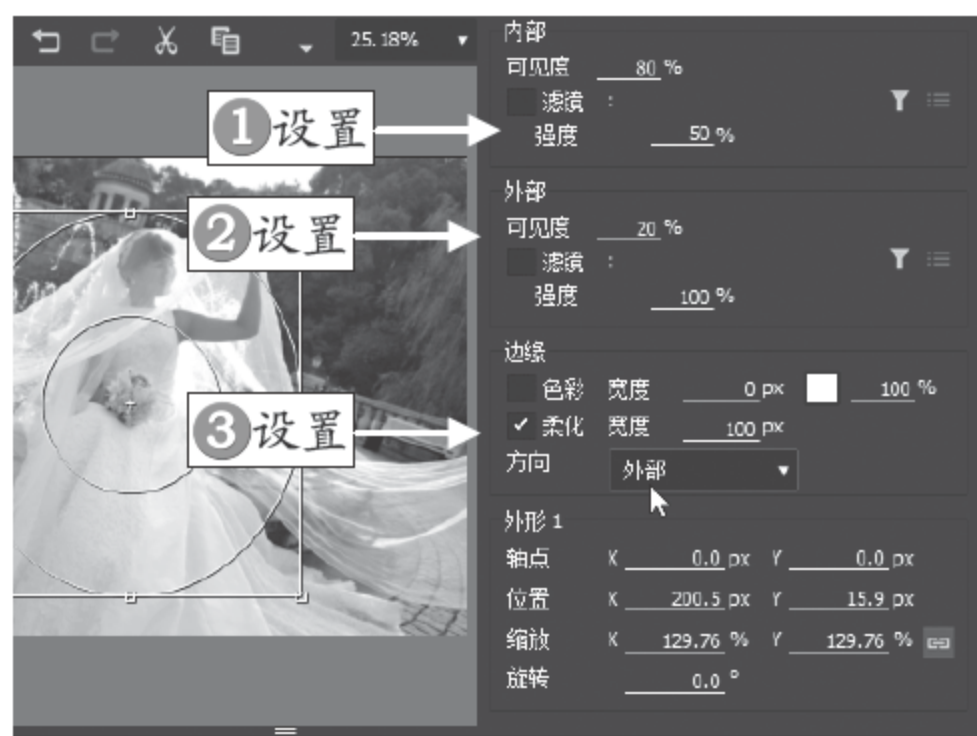 25.18%
1 设置
2 设置
3 设置
内部
可见度 80 %
滤镜 :
强度 50 %
外部
可见度 20 %
滤镜 :
强度 100 %
边缘
色彩 宽度 0 px 100 %
柔化 宽度 100 px
方向 外部
外形 1
轴点 X 0.0 px Y 0.0 px
位置 X 200.5 px Y 15.9 px
缩放 X 129.76 % Y 129.76 %
旋转 0.0 °